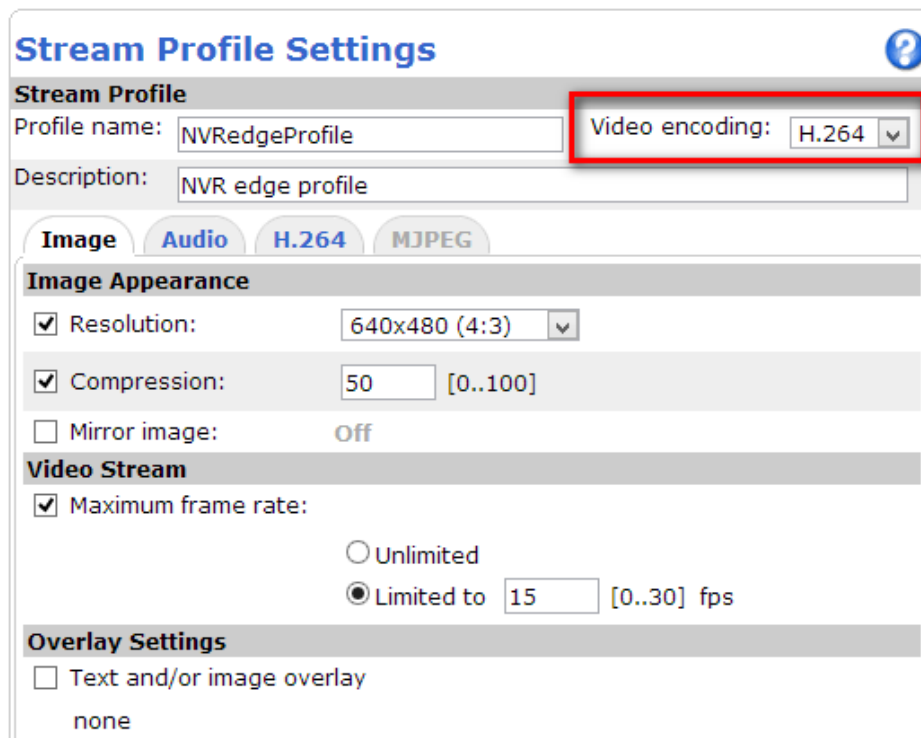 Stream Profile Settings
?
Stream Profile
Profile name: NVRedgeProfile Video encoding: H.264
Description: NVR edge profile
Image Audio H.264 MJPEG
Image Appearance
Resolution: 640x480 (4:3)
Compression: 50 [0..100]
Mirror image: Off
Video Stream
Maximum frame rate:
Unlimited
Limited to 15 [0..30] fps
Overlay Settings
Text and/or image overlay
none